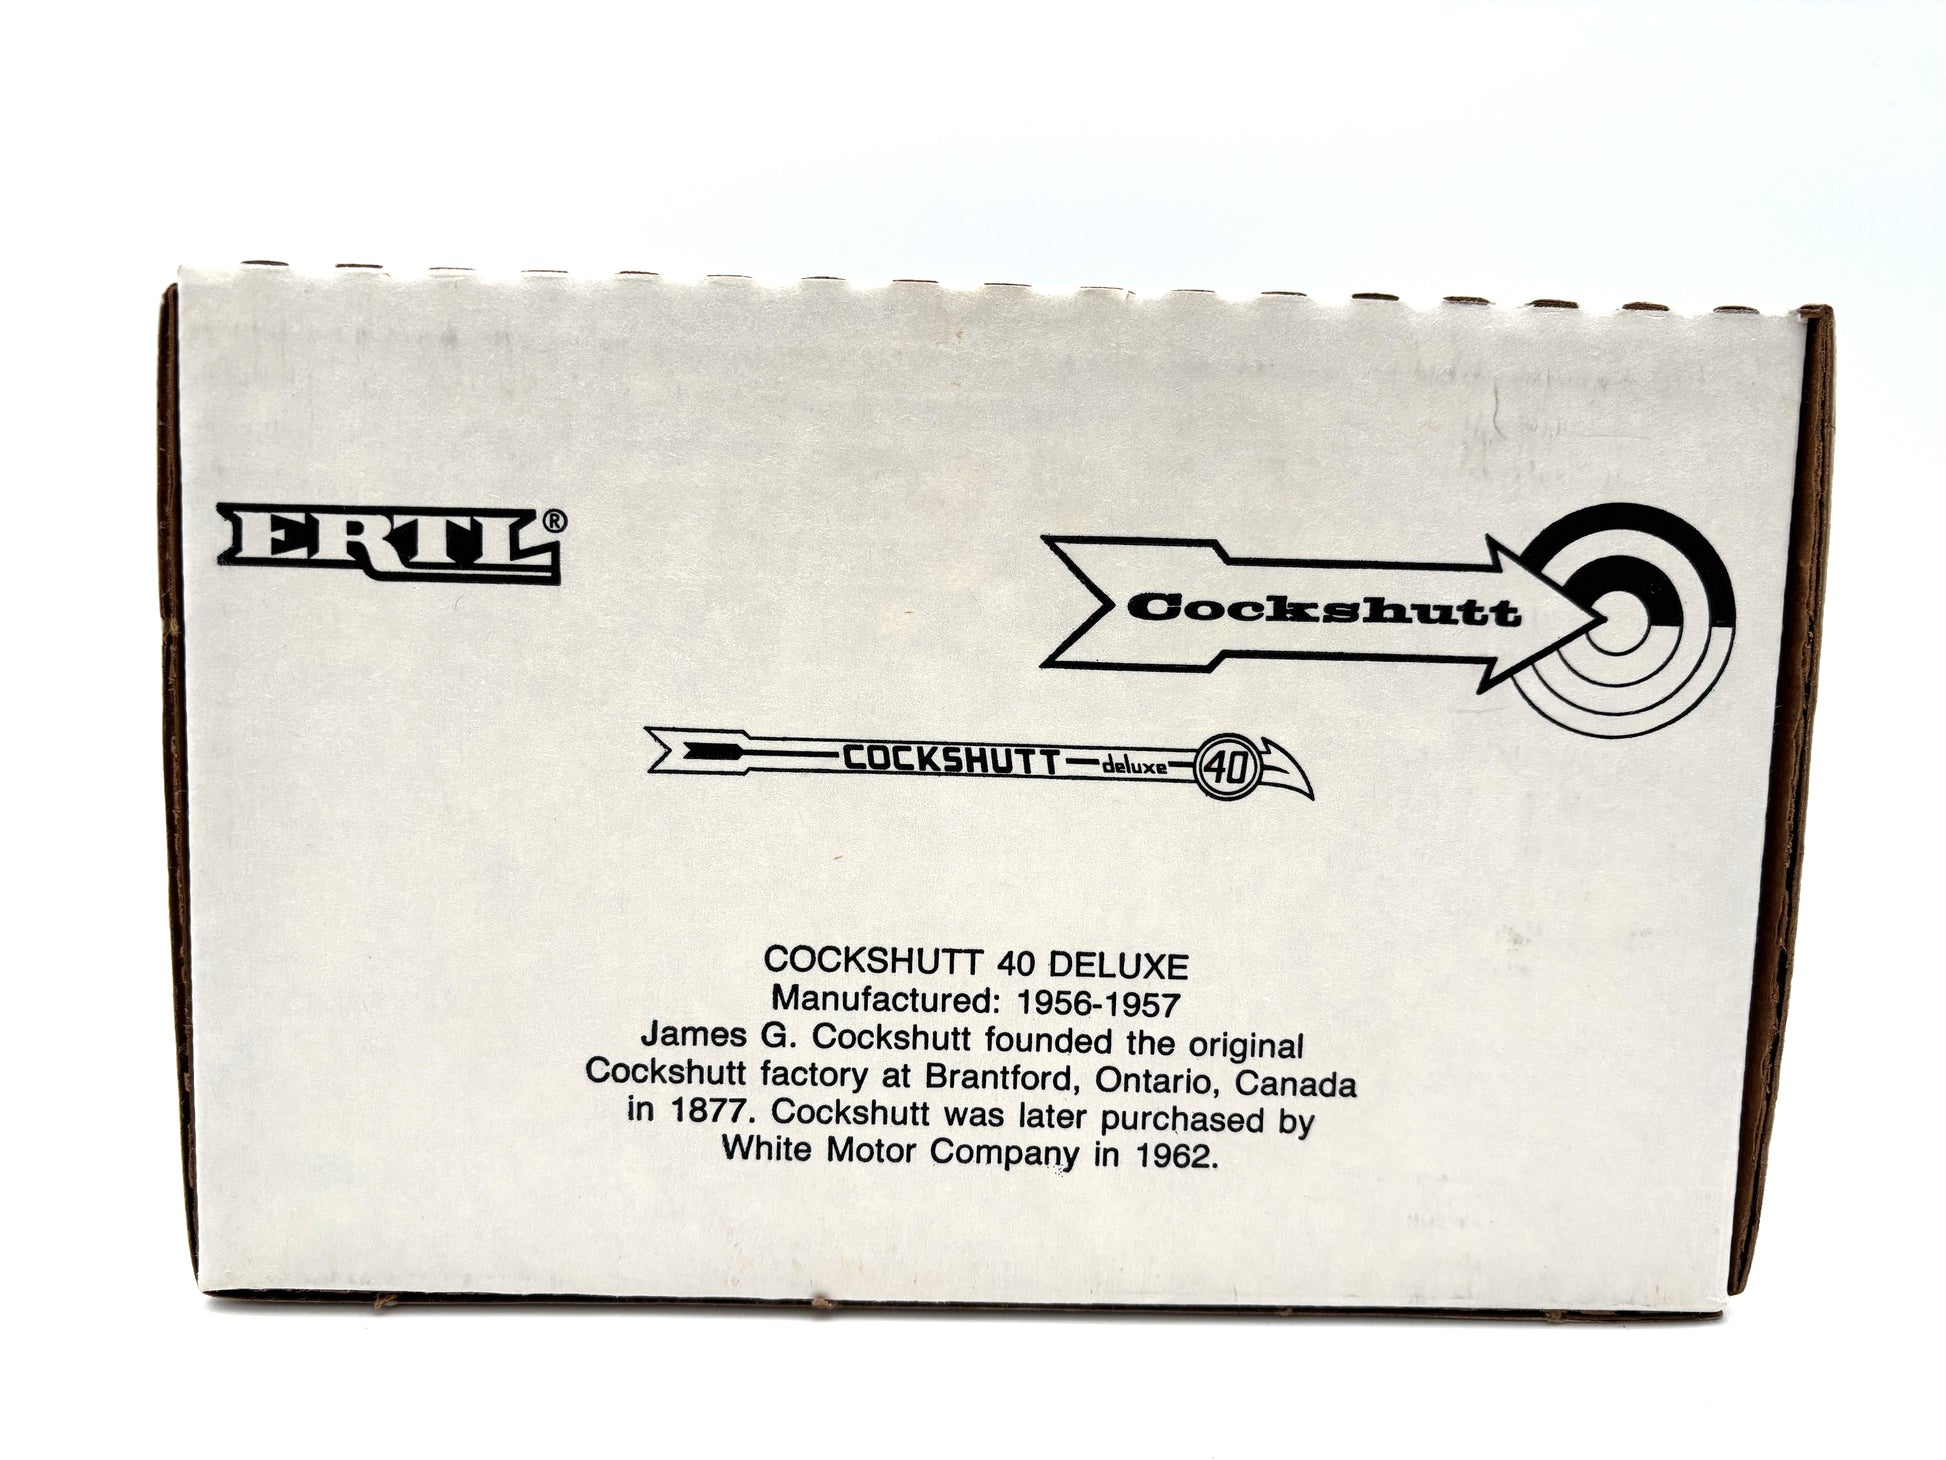 ERTL®
Cockshutt
COCKSHUTT deluxe 40
COCKSHUTT 40 DELUXE
Manufactured: 1956-1957
James G. Cockshutt founded the original
Cockshutt factory at Brantford, Ontario, Canada
in 1877. Cockshutt was later purchased by
White Motor Company in 1962.